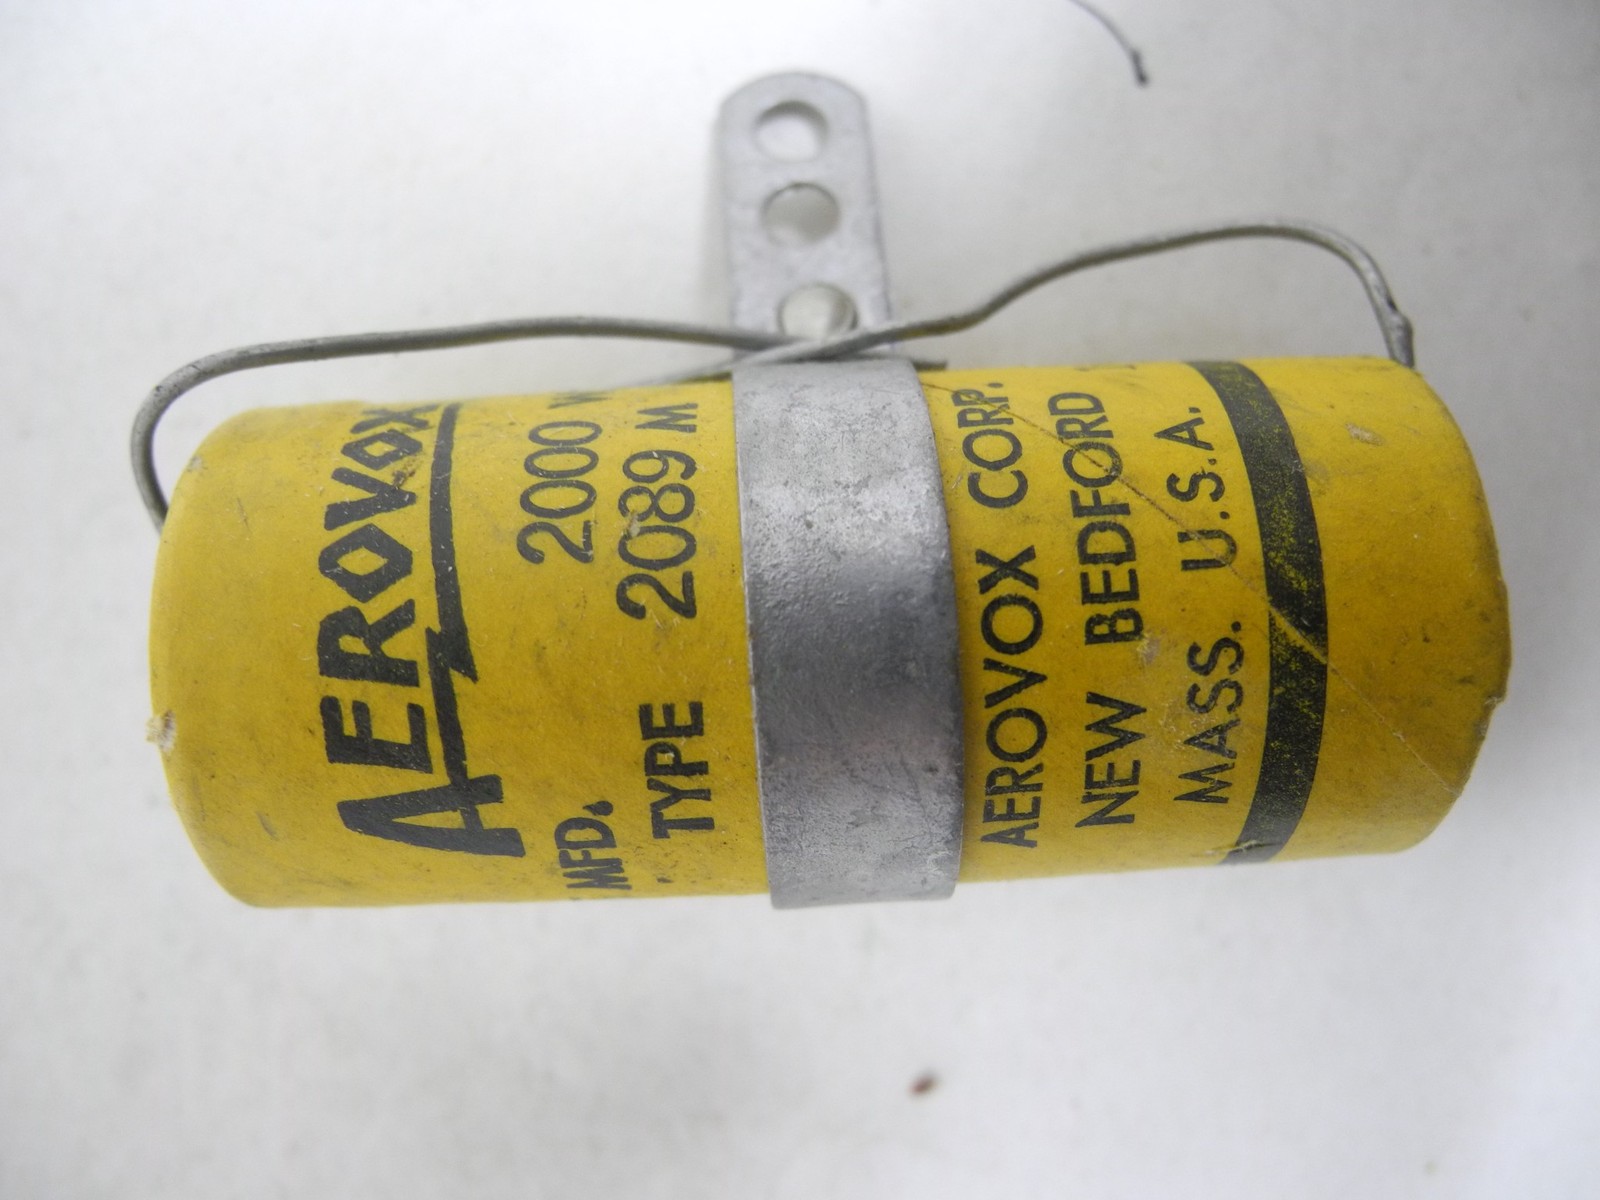 AEROVOX
MFD. 2000
TYPE 2089 M
AEROVOX CORP.
NEW BEDFORD
MASS. U.S.A.